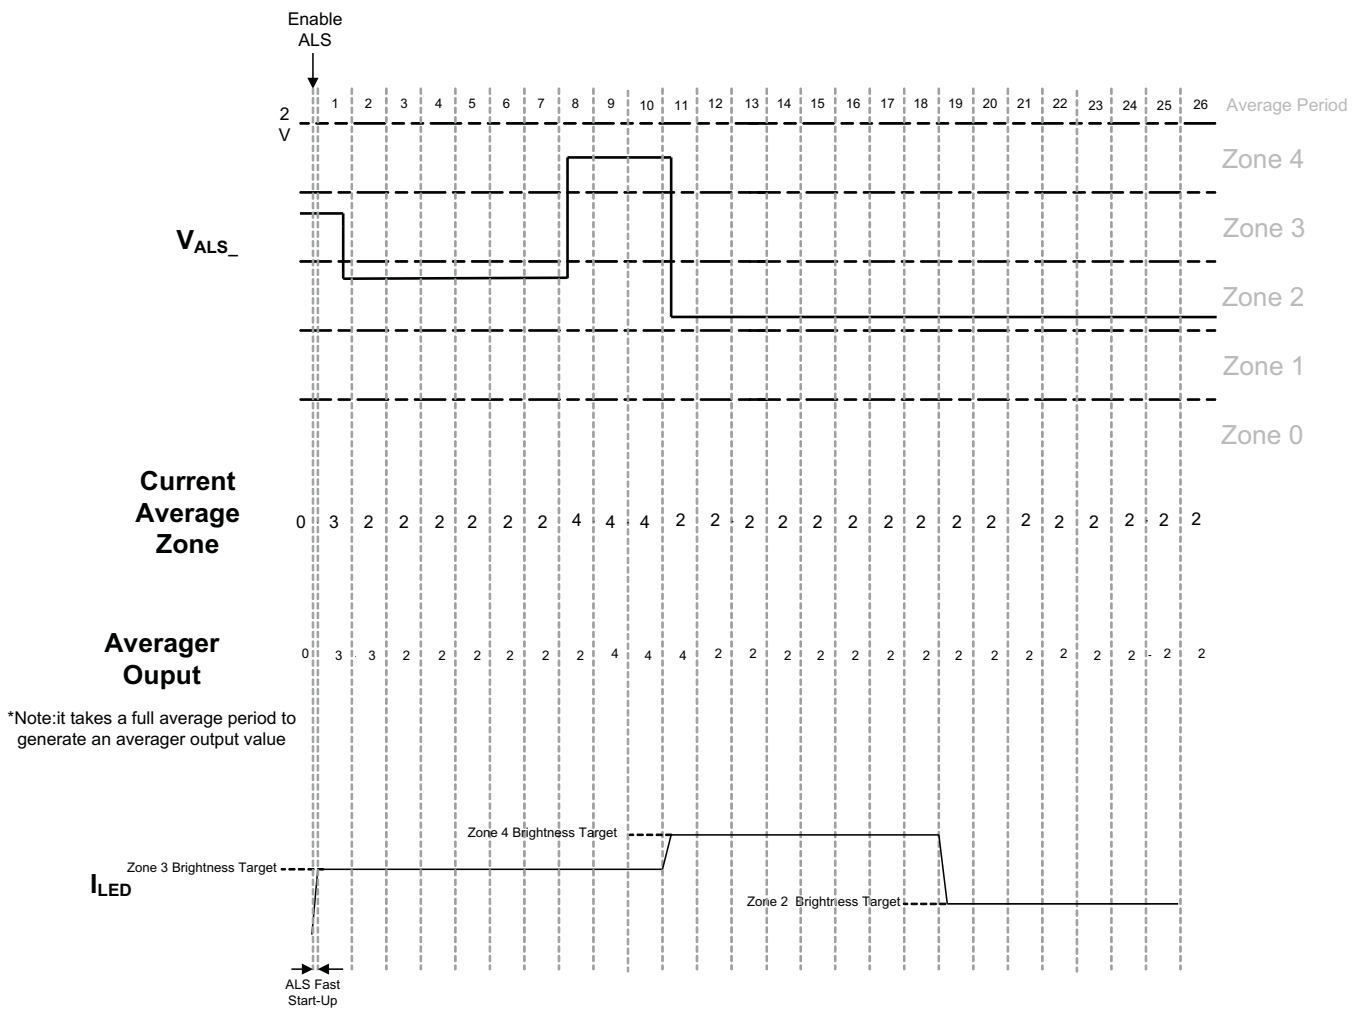 Enable
ALS
1 2 3 4 5 6 7 8 9 10 11 12 13 14 15 16 17 18 19 20 21 22 23 24 25 26 Average Period
2
V
Zone 4
Zone 3
V_ALS_
Zone 2
Zone 1
Zone 0
Current
Average
Zone
0 3 2 2 2 2 2 2 4 4 4 2 2 2 2 2 2 2 2 2 2 2 2 2 2 2 2
Averager
Ouput
0 3 3 2 2 2 2 2 2 4 4 4 2 2 2 2 2 2 2 2 2 2 2 2 2 2 2
*Note:it takes a full average period to
generate an averager output value
Zone 4 Brightness Target
Zone 3 Brightness Target
I_LED
Zone 2 Brightness Target
ALS Fast
Start-Up